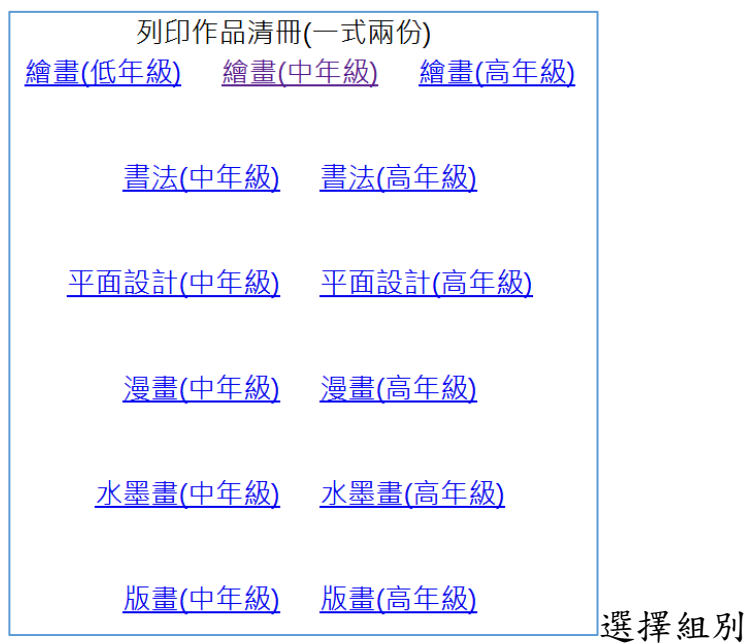 列印作品清冊(一式兩份)
繪畫(低年級) 繪畫(中年級) 繪畫(高年級)
書法(中年級) 書法(高年級)
平面設計(中年級) 平面設計(高年級)
漫畫(中年級) 漫畫(高年級)
水墨畫(中年級) 水墨畫(高年級)
版畫(中年級) 版畫(高年級)
選擇組別